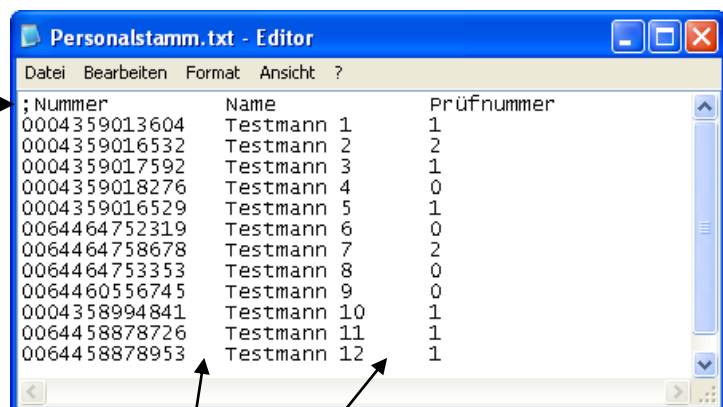 Personalstamm.txt - Editor
Datei Bearbeiten Format Ansicht ?
;Nummer Name Prüfnummer
0004359013604 Testmann 1 1
0004359016532 Testmann 2 2
0004359017592 Testmann 3 1
0004359018276 Testmann 4 0
0004359016529 Testmann 5 1
0064464752319 Testmann 6 0
0064464758678 Testmann 7 2
0064464753353 Testmann 8 0
0064460556745 Testmann 9 0
0004358994841 Testmann 10 1
0064458878726 Testmann 11 1
0064458878953 Testmann 12 1